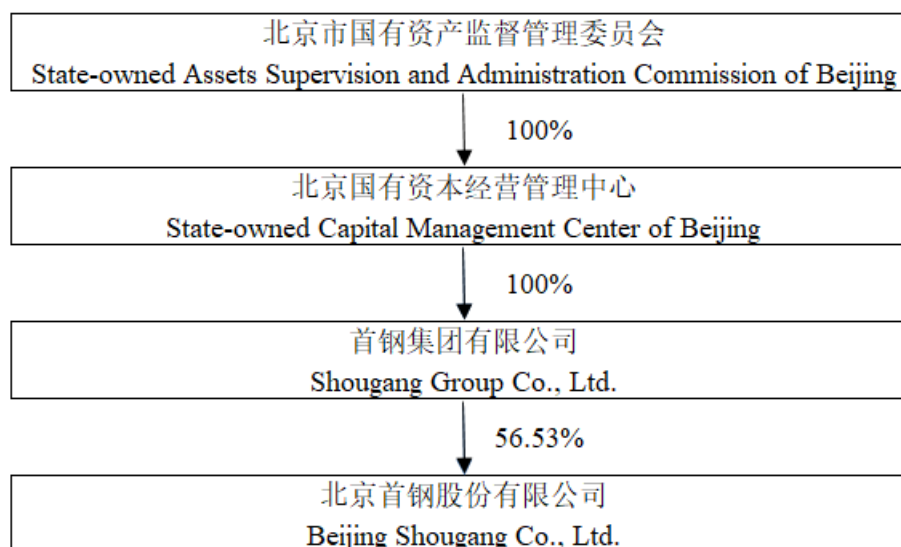 北京市国有资产监督管理委员会
State-owned Assets Supervision and Administration Commission of Beijing
100%
北京国有资本经营管理中心
State-owned Capital Management Center of Beijing
100%
首钢集团有限公司
Shougang Group Co., Ltd.
56.53%
北京首钢股份有限公司
Beijing Shougang Co., Ltd.